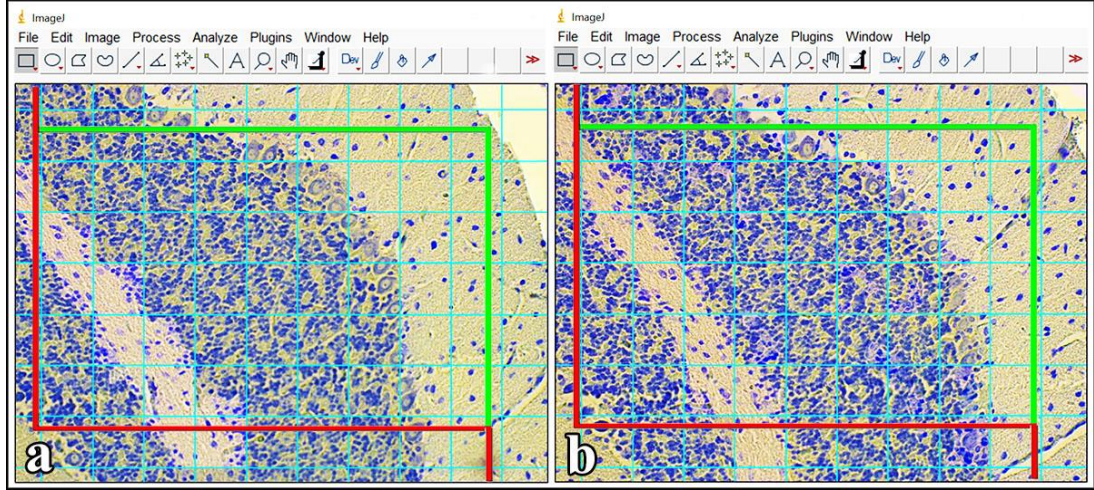 ImageJ
File Edit Image Process Analyze Plugins Window Help
A Dev >>
a
ImageJ
File Edit Image Process Analyze Plugins Window Help
A Dev >>
b